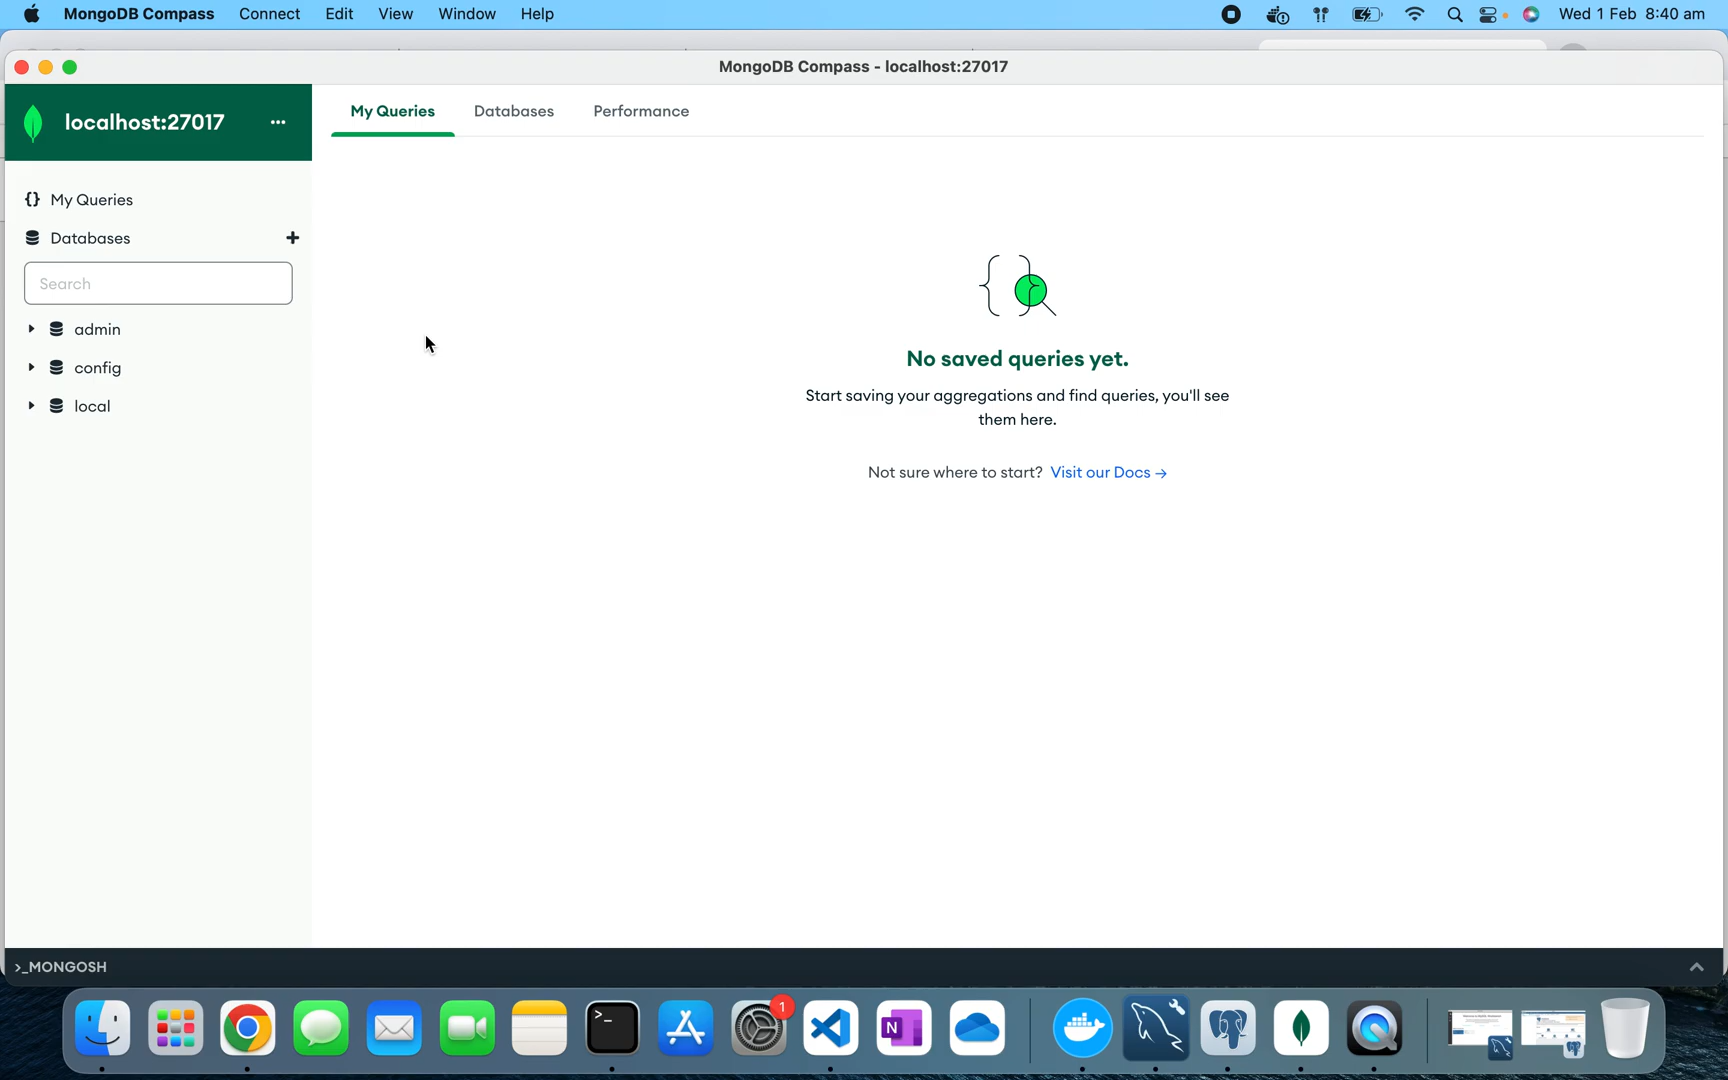 MongoDB Compass Connect Edit View Window Help Wed 1 Feb 8:40 am
MongoDB Compass - localhost:27017
localhost:27017 ...
My Queries Databases Performance
{} My Queries
Databases +
Search
admin
config
local
No saved queries yet.
Start saving your aggregations and find queries, you'll see
them here.
Not sure where to start? Visit our Docs →
>_MONGOSH
1
>_
N